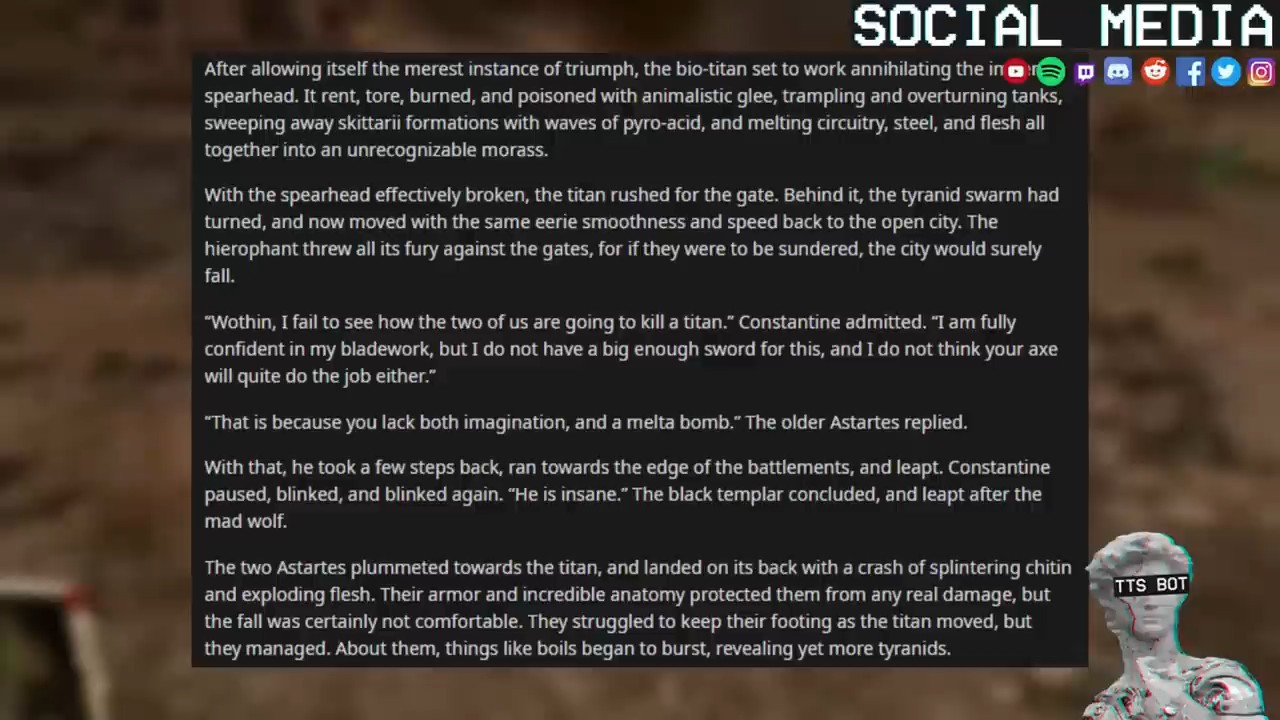 SOCIAL MEDIA
After allowing itself the merest instance of triumph, the bio-titan set to work annihilating the
spearhead. It rent, tore, burned, and poisoned with animalistic glee, trampling and overturning tanks,
sweeping away skittarii formations with waves of pyro-acid, and melting circuitry, steel, and flesh all
together into an unrecognizable morass.
With the spearhead effectively broken, the titan rushed for the gate. Behind it, the tyranid swarm had
turned, and now moved with the same eerie smoothness and speed back to the open city. The
hierophant threw all its fury against the gates, for if they were to be sundered, the city would surely
fall.
“Wothin, I fail to see how the two of us are going to kill a titan.” Constantine admitted. “I am fully
confident in my bladework, but I do not have a big enough sword for this, and I do not think your axe
will quite do the job either.”
“That is because you lack both imagination, and a melta bomb.” The older Astartes replied.
With that, he took a few steps back, ran towards the edge of the battlements, and leapt. Constantine
paused, blinked, and blinked again. “He is insane.” The black templar concluded, and leapt after the
mad wolf.
The two Astartes plummeted towards the titan, and landed on its back with a crash of splintering chitin
and exploding flesh. Their armor and incredible anatomy protected them from any real damage, but
the fall was certainly not comfortable. They struggled to keep their footing as the titan moved, but
they managed. About them, things like boils began to burst, revealing yet more tyranids.
TTS BOT